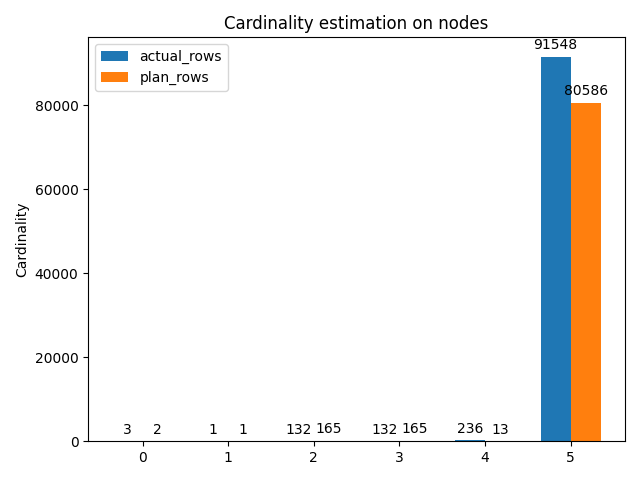 Cardinality estimation on nodes
actual_rows
plan_rows
91548
80586
80000
60000
40000
20000
0
Cardinality
3 2 1 1 132 165 132 165 236 13
0 1 2 3 4 5